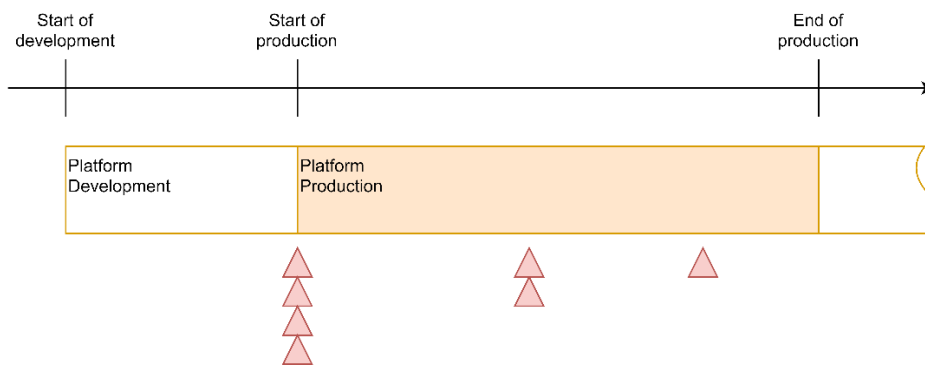 Start of
development
Start of
production
End of
production
Platform
Development
Platform
Production